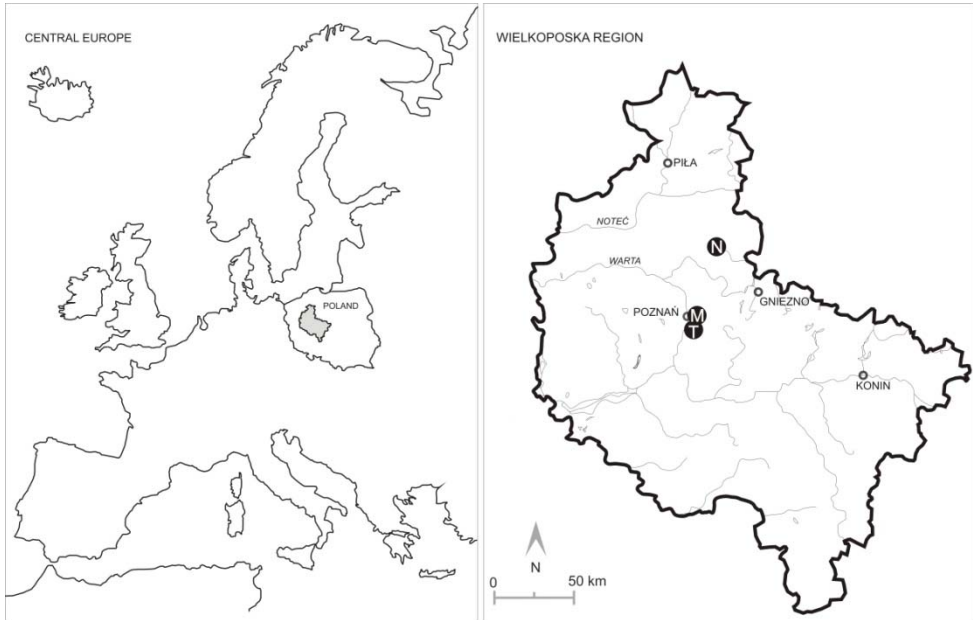 CENTRAL EUROPE
POLAND
WIELKOPOSKA REGION
PIŁA
NOTEĆ
N
WARTA
GNIEZNO
POZNAŃ
M
T
KONIN
N
0 50 km